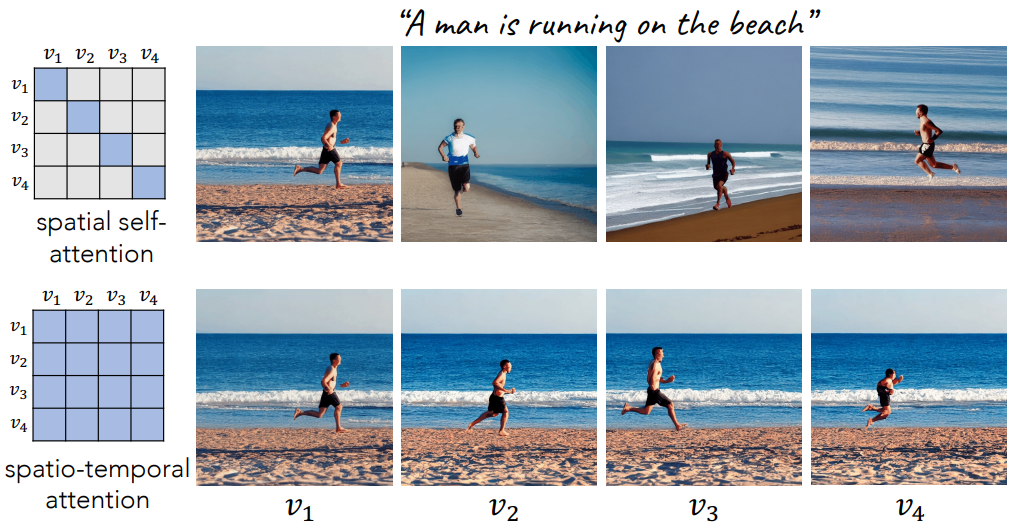 “A man is running on the beach”
v₁ v₂ v₃ v₄
v₁
v₂
v₃
v₄
spatial self-
attention
v₁ v₂ v₃ v₄
v₁
v₂
v₃
v₄
spatio-temporal
attention
v₁ v₂ v₃ v₄